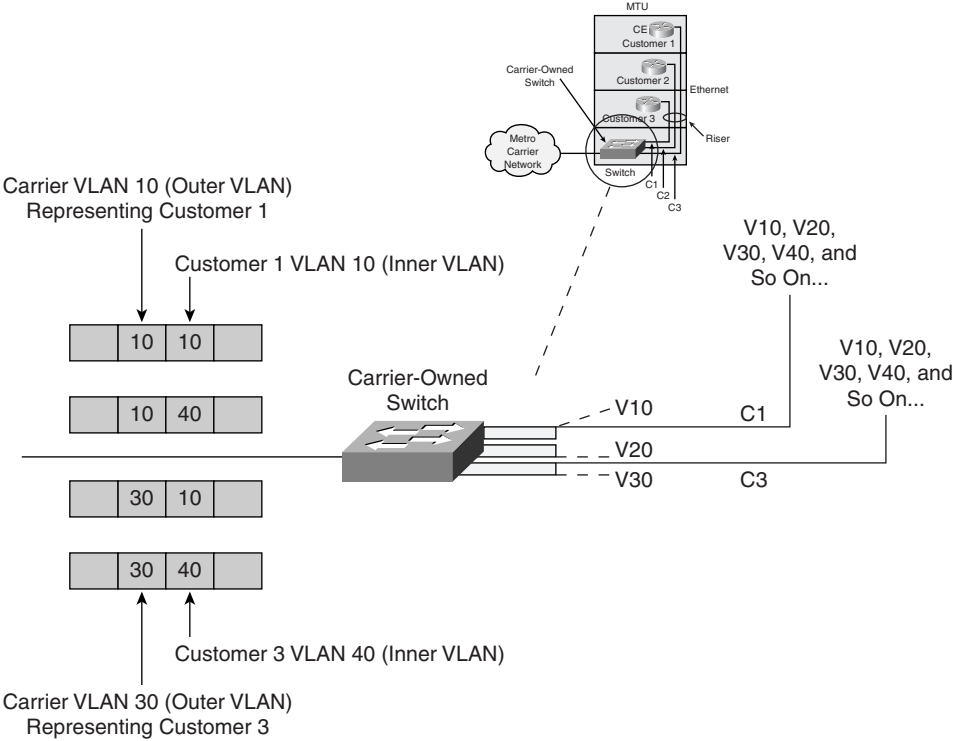 MTU
CE
Customer 1
Customer 2
Customer 3
Carrier-Owned
Switch
Ethernet
Riser
Metro
Carrier
Network
Switch
C1
C2
C3
Carrier VLAN 10 (Outer VLAN)
Representing Customer 1
Customer 1 VLAN 10 (Inner VLAN)
10 10
10 40
30 10
30 40
Customer 3 VLAN 40 (Inner VLAN)
Carrier VLAN 30 (Outer VLAN)
Representing Customer 3
Carrier-Owned
Switch
V10
V20
V30
C1
C3
V10, V20,
V30, V40, and
So On...
V10, V20,
V30, V40, and
So On...